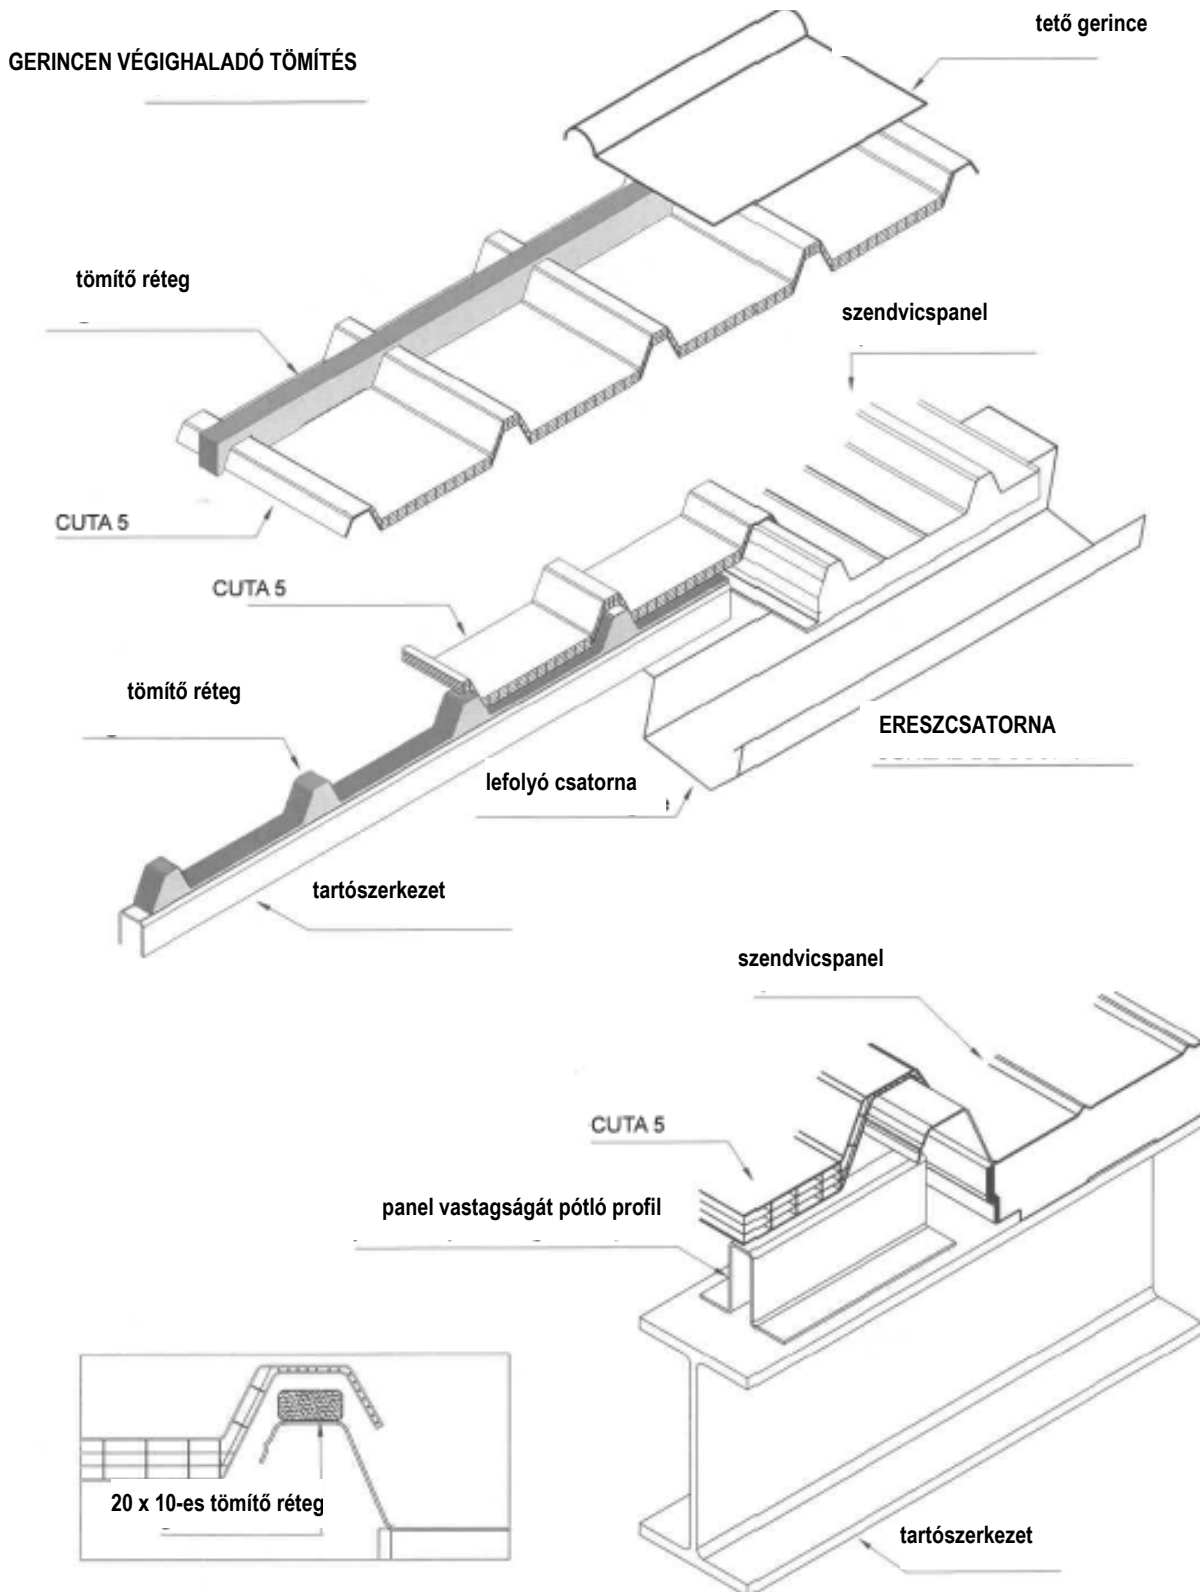 tető gerince
GERINCEN VÉGIGHALADÓ TÖMÍTÉS
tömítő réteg
szendvicspanel
CUTA 5
CUTA 5
tömítő réteg
ERESZCSATORNA
lefolyó csatorna
tartószerkezet
szendvicspanel
CUTA 5
panel vastagságát pótló profil
20 x 10-es tömítő réteg
tartószerkezet